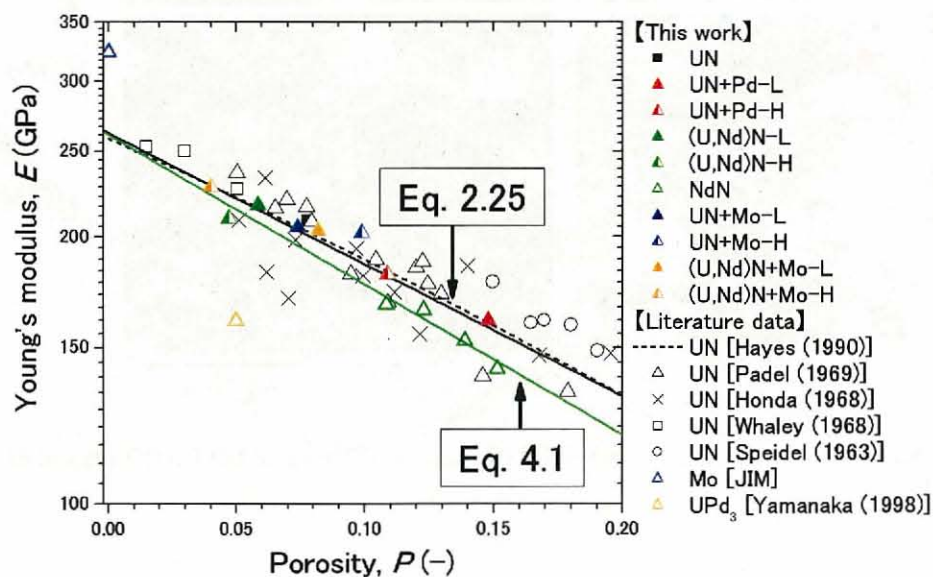 350
300
250
200
150
100
Young's modulus, E (GPa)
0.00
0.05
0.10
0.15
0.20
Porosity, P (-)
Eq. 2.25
Eq. 4.1
【This work】
UN
UN+Pd-L
UN+Pd-H
(U,Nd)N-L
(U,Nd)N-H
NdN
UN+Mo-L
UN+Mo-H
(U,Nd)N+Mo-L
(U,Nd)N+Mo-H
【Literature data】
UN [Hayes (1990)]
UN [Padel (1969)]
UN [Honda (1968)]
UN [Whaley (1968)]
UN [Speidel (1963)]
Mo [JIM]
UPd₃ [Yamanaka (1998)]